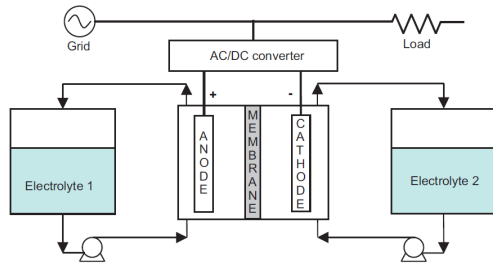 Grid
Load
AC/DC converter
+
-
ANODE
MEMBRANE
CATHODE
Electrolyte 1
Electrolyte 2